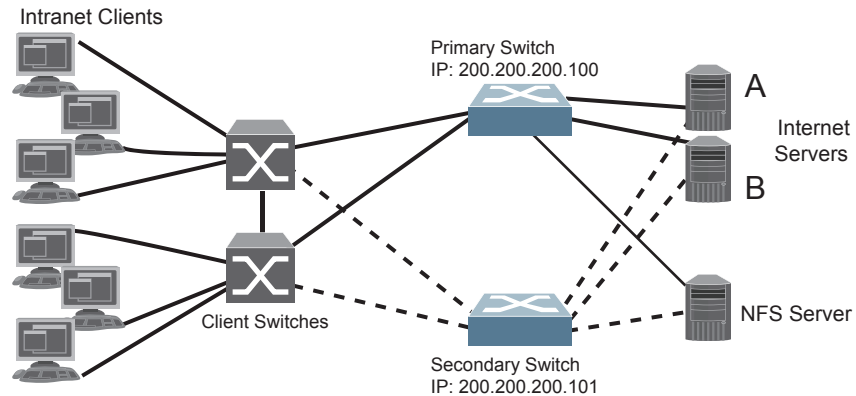 Intranet Clients
Primary Switch
IP: 200.200.200.100
A
Internet
Servers
B
Client Switches
NFS Server
Secondary Switch
IP: 200.200.200.101